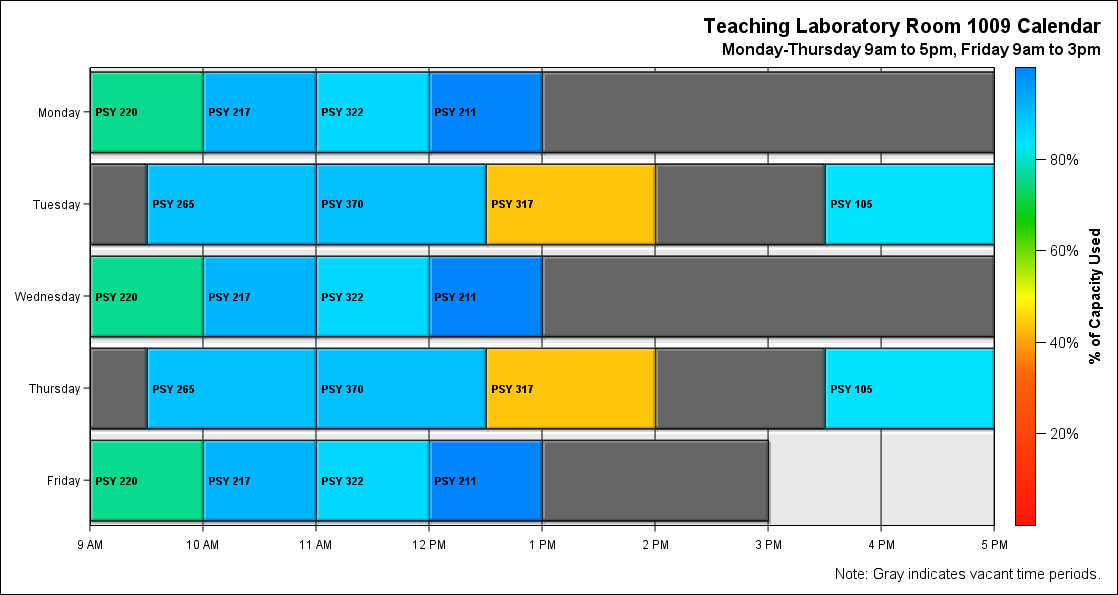 Teaching Laboratory Room 1009 Calendar
Monday-Thursday 9am to 5pm, Friday 9am to 3pm
Monday PSY 220 PSY 217 PSY 322 PSY 211
Tuesday PSY 265 PSY 370 PSY 317 PSY 105
Wednesday PSY 220 PSY 217 PSY 322 PSY 211
Thursday PSY 265 PSY 370 PSY 317 PSY 105
Friday PSY 220 PSY 217 PSY 322 PSY 211
9 AM 10 AM 11 AM 12 PM 1 PM 2 PM 3 PM 4 PM 5 PM
80%
60%
40%
20%
% of Capacity Used
Note: Gray indicates vacant time periods.